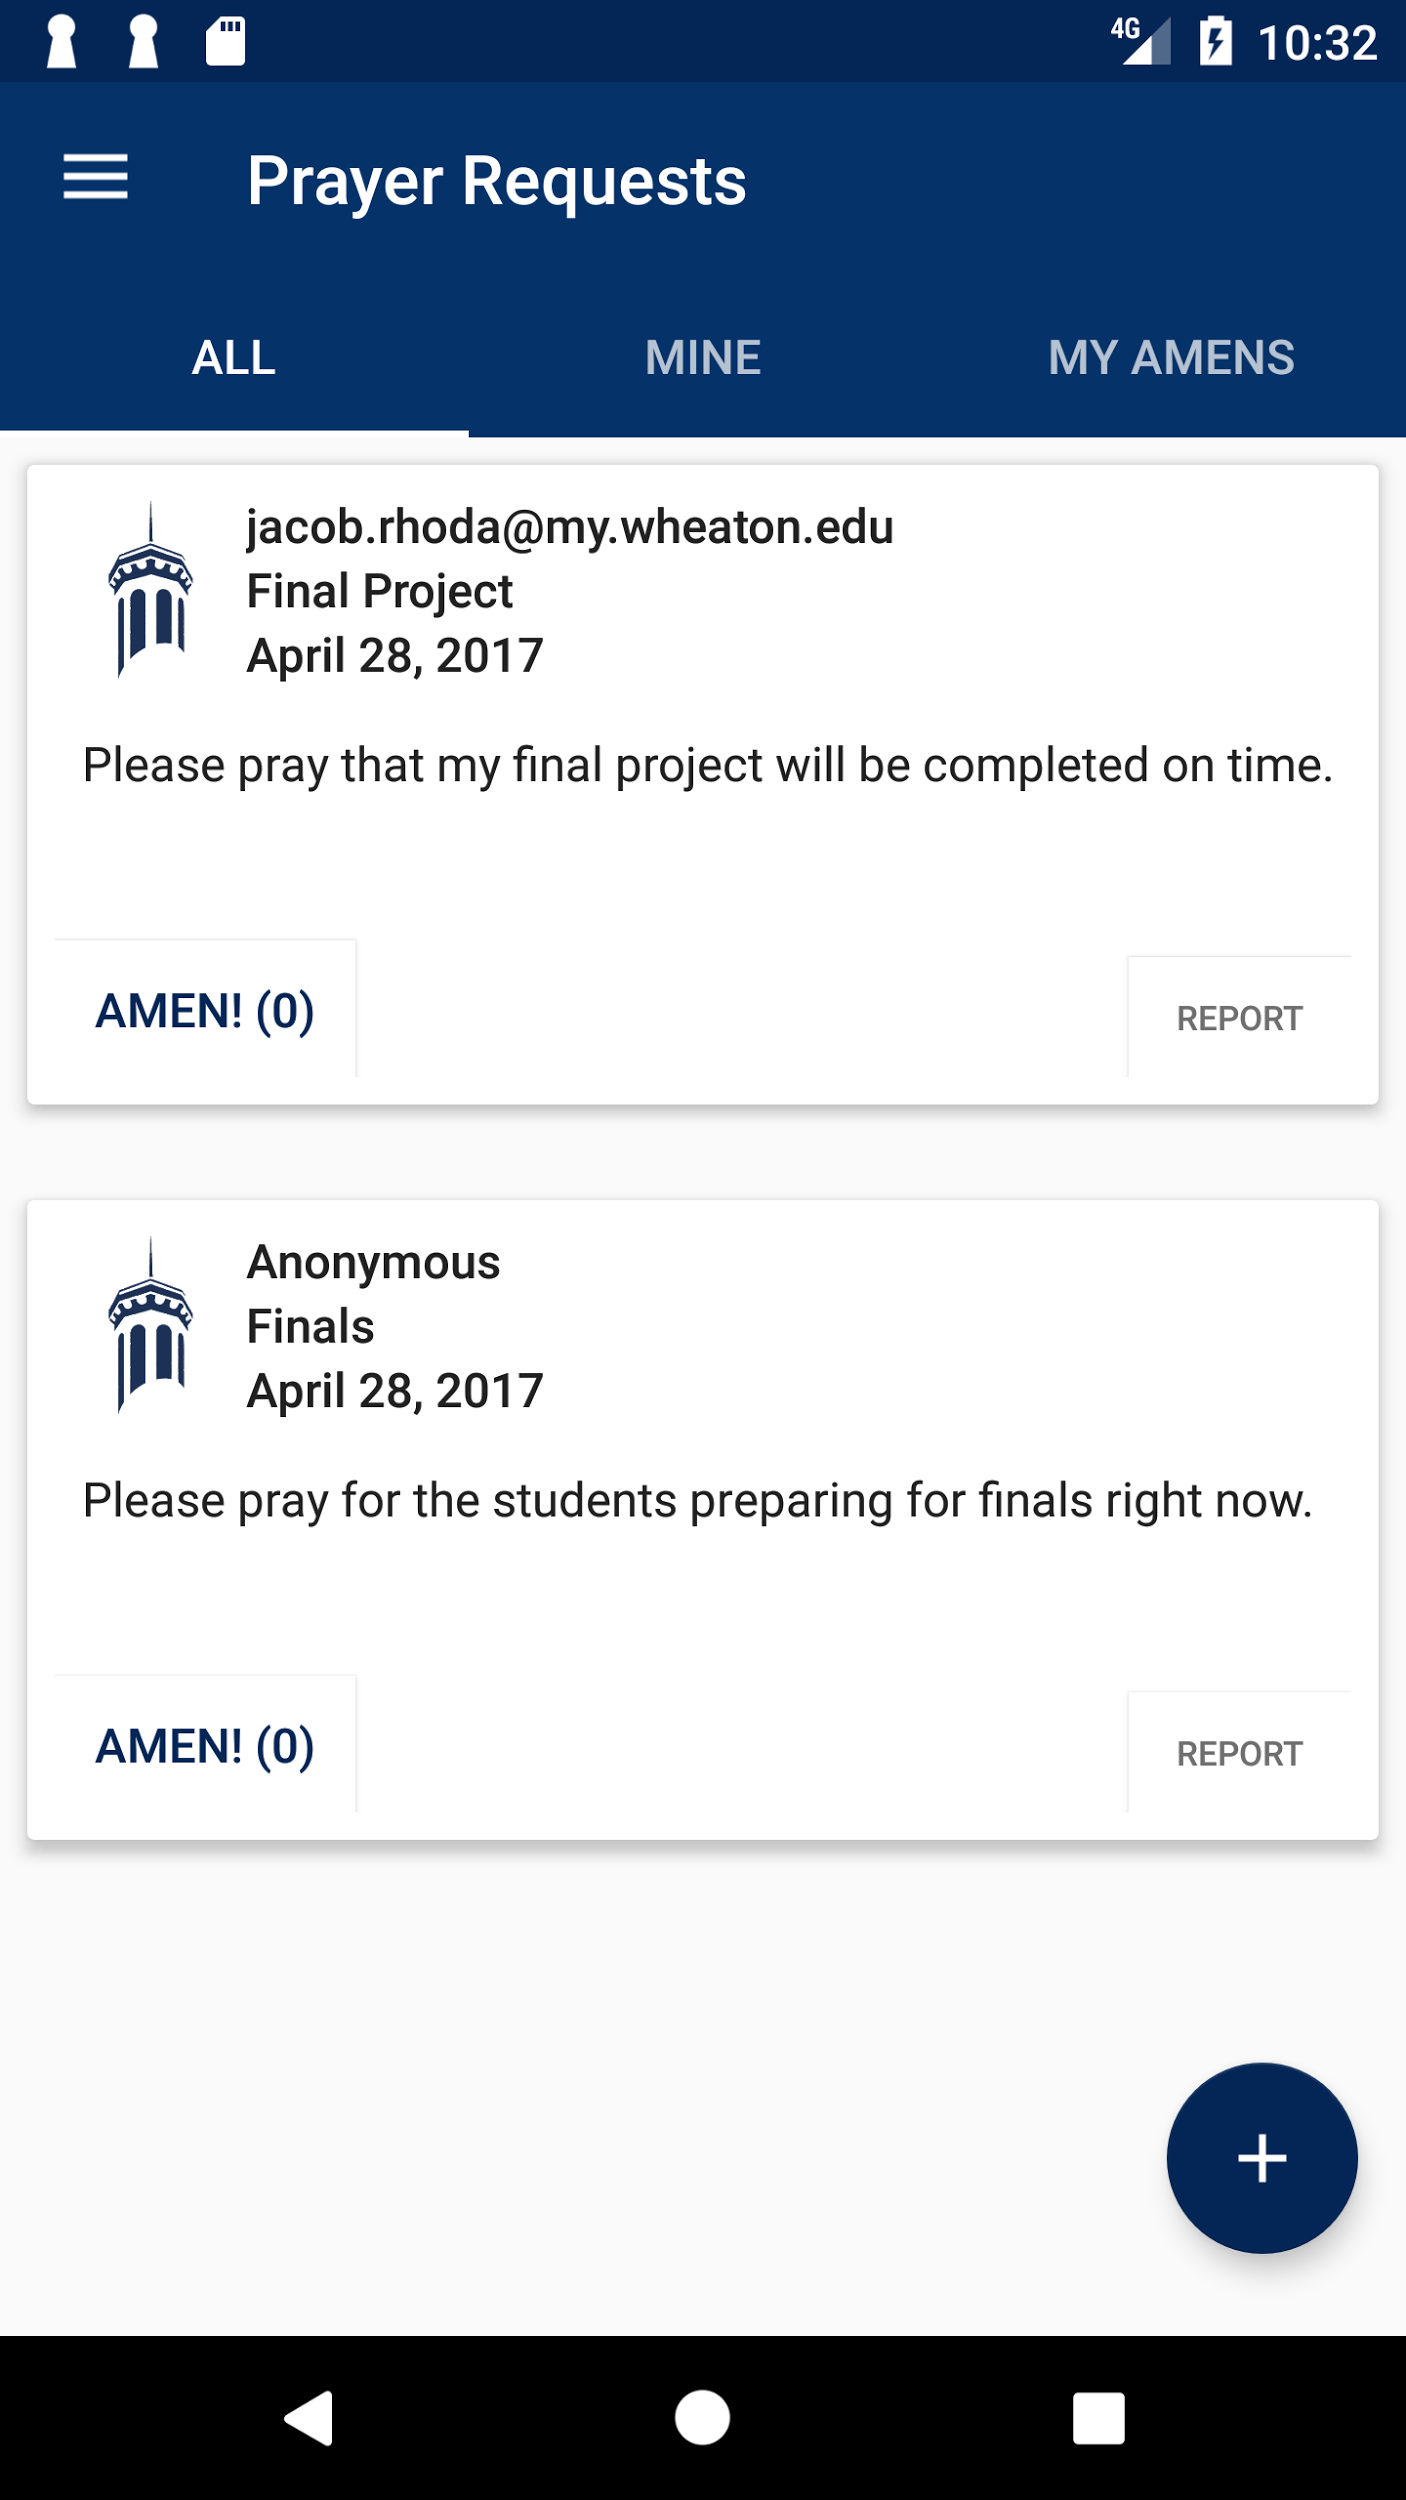 4G 10:32
Prayer Requests
ALL MINE MY AMENS
jacob.rhoda@my.wheaton.edu
Final Project
April 28, 2017
Please pray that my final project will be completed on time.
AMEN! (0) REPORT
Anonymous
Finals
April 28, 2017
Please pray for the students preparing for finals right now.
AMEN! (0) REPORT